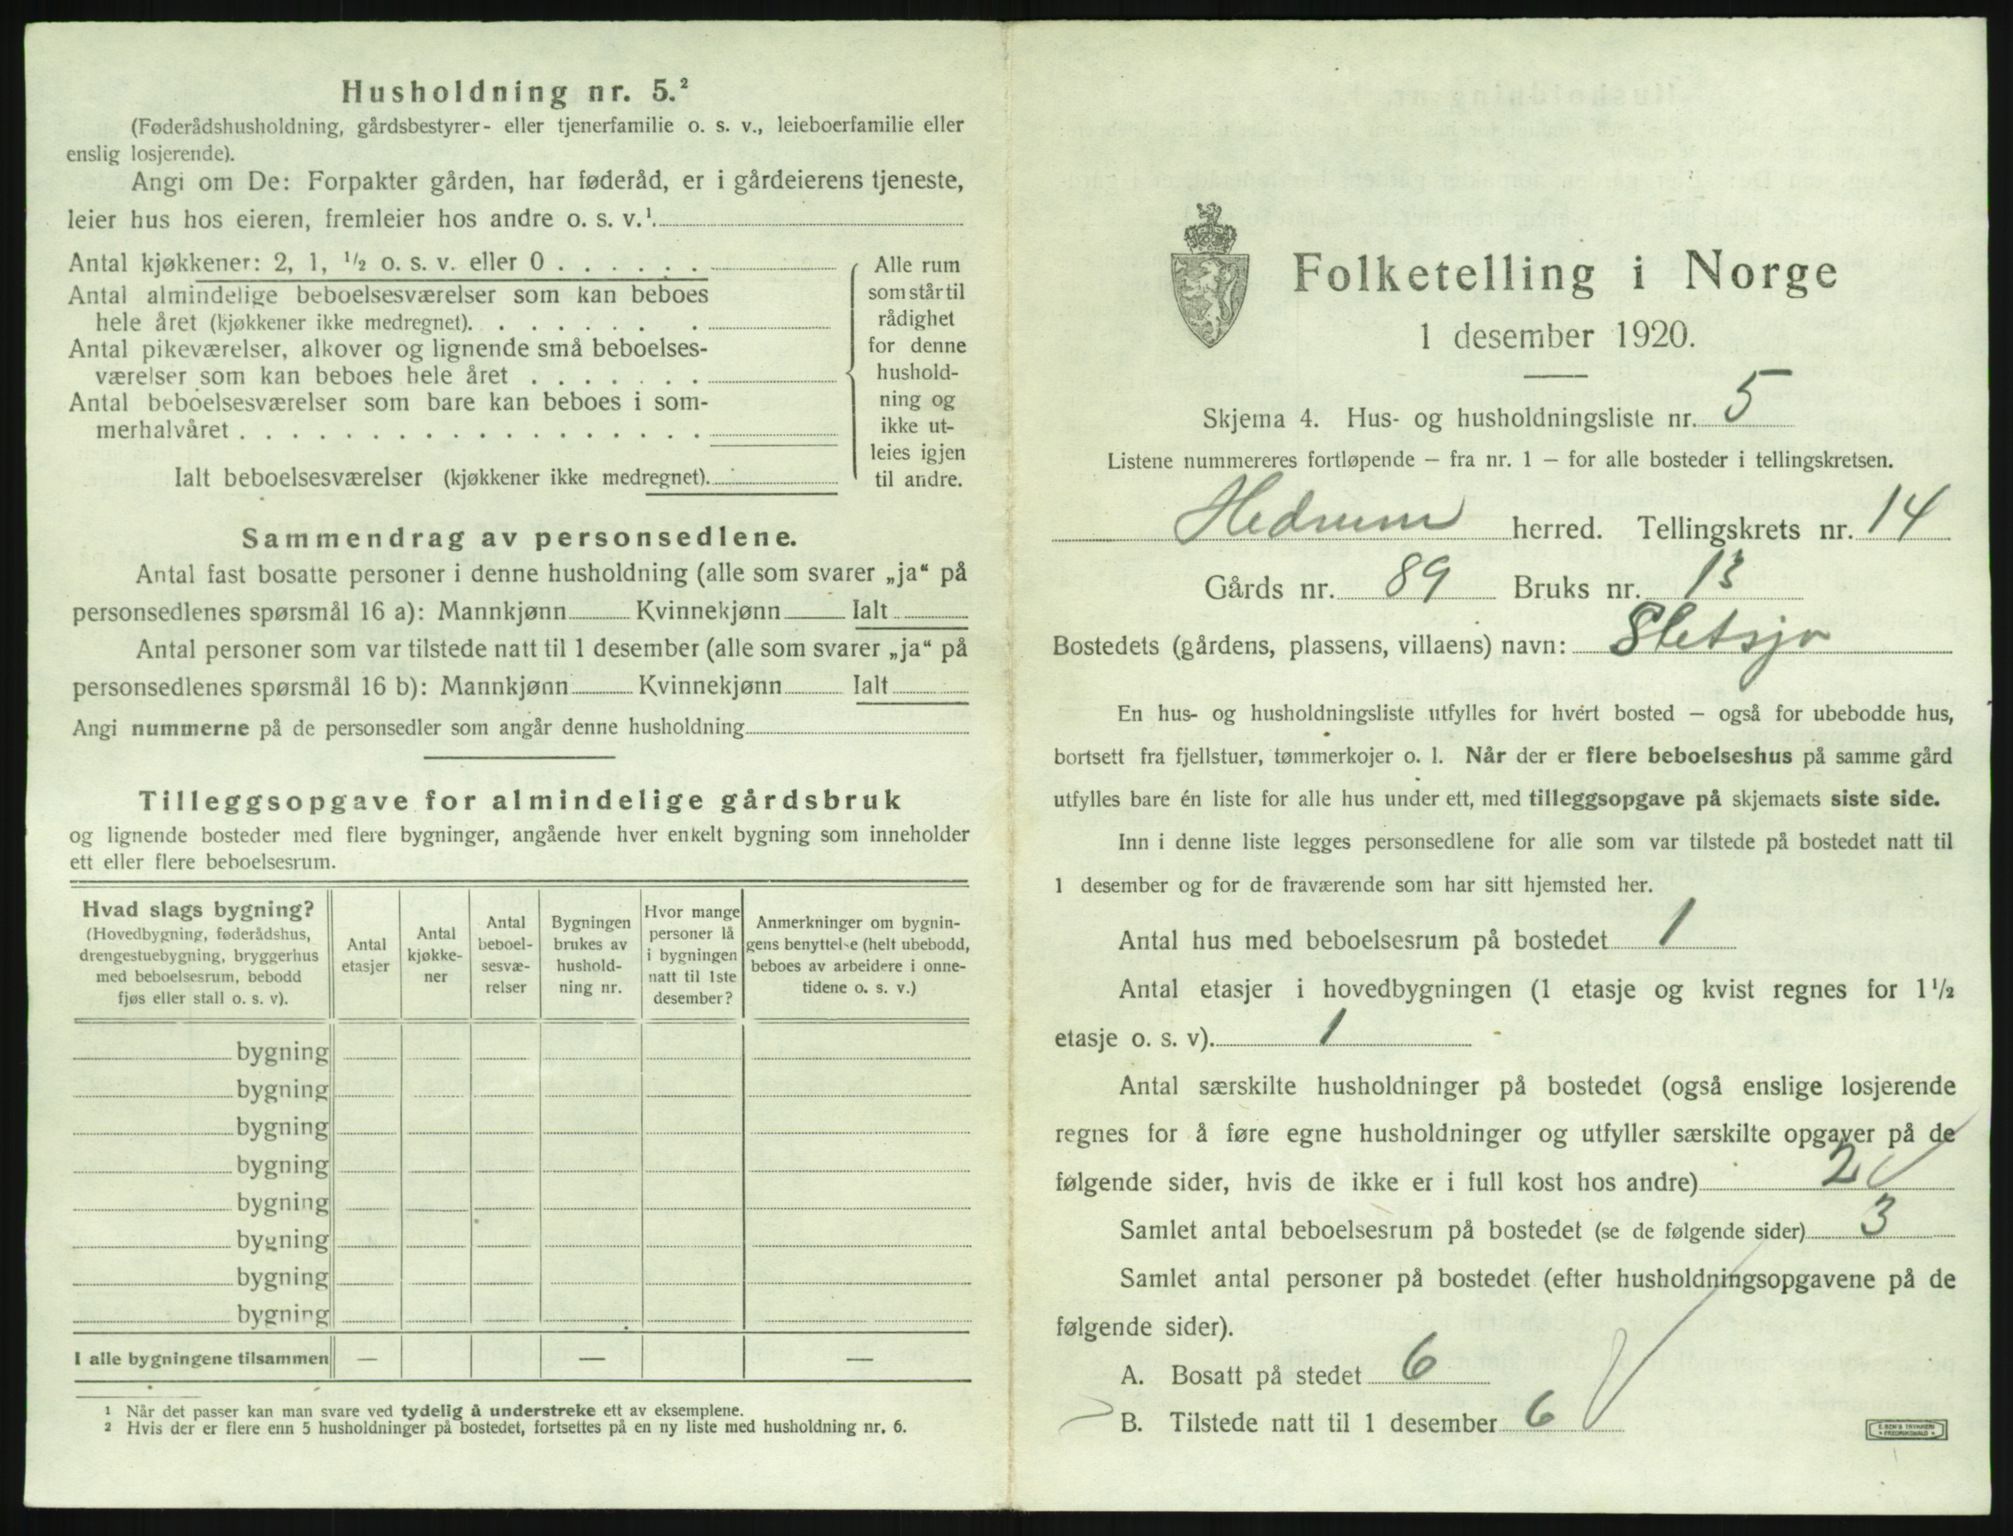 Husholdning nr. 5.²
(Føderådshusholdning, gårdsbestyrer- eller tjenerfamilie o. s. v., leieboerfamilie eller
enslig losjerende).
Angi om De: Forpakter gården, har føderåd, er i gårdeierens tjeneste,
leier hus hos eieren, fremleier hos andre o. s. v.¹
Antal kjøkkener: 2, 1, ½ o. s. v. eller 0
Antal almindelige beboelsesværelser som kan beboes
hele året (kjøkkener ikke medregnet).
Antal pikeværelser, alkover og lignende små beboelses-
værelser som kan beboes hele året
Antal beboelsesværelser som bare kan beboes i som-
merhalvåret
Ialt beboelsesværelser (kjøkkener ikke medregnet).
Alle rum
som står til
rådighet
for denne
hushold-
ning og
ikke ut-
leies igjen
til andre.
Sammendrag av personsedlene.
Antal fast bosatte personer i denne husholdning (alle som svarer „ja“ på
personsedlenes spørsmål 16 a): Mannkjønn Kvinnekjønn Ialt
Antal personer som var tilstede natt til 1 desember (alle som svarer „ja“ på
personsedlenes spørsmål 16 b): Mannkjønn Kvinnekjønn Ialt
Angi nummerne på de personsedler som angår denne husholdning
Tilleggsopgave for almindelige gårdsbruk
og lignende bosteder med flere bygninger, angående hver enkelt bygning som inneholder
ett eller flere beboelsesrum.
Hvad slags bygning?
(Hovedbygning, føderådshus,
drengestuebygning, bryggerhus
med beboelsesrum, bebodd
fjøs eller stall o. s. v).
Antal
etasjer
Antal
kjøkke-
ner
Antal
beboel-
sesvæ-
relser
Bygningen
brukes av
hushold-
ning nr.
Hvor mange
personer lå
i bygningen
natt til 1ste
desember?
Anmerkninger om bygnin-
gens benyttelse (helt ubebodd,
beboes av arbeidere i onne-
tidene o. s. v.)
bygning
bygning
bygning
bygning
bygning
bygning
bygning
bygning
I alle bygningene tilsammen — — —
¹ Når det passer kan man svare ved tydelig å understreke ett av eksemplene.
² Hvis der er flere enn 5 husholdninger på bostedet, fortsettes på en ny liste med husholdning nr. 6.
Folketelling i Norge
1 desember 1920.
Skjema 4. Hus- og husholdningsliste nr. 5
Listene nummereres fortløpende – fra nr. 1 – for alle bosteder i tellingskretsen.
Hedrum herred. Tellingskrets nr. 14
Gårds nr. 89 Bruks nr. 13
Bostedets (gårdens, plassens, villaens) navn: Sletsjø
En hus- og husholdningsliste utfylles for hvert bosted – også for ubebodde hus,
bortsett fra fjellstuer, tømmerkojer o. l. Når der er flere beboelseshus på samme gård
utfylles bare én liste for alle hus under ett, med tilleggsopgave på skjemaets siste side.
Inn i denne liste legges personsedlene for alle som var tilstede på bostedet natt til
1 desember og for de fraværende som har sitt hjemsted her.
Antal hus med beboelsesrum på bostedet 1
Antal etasjer i hovedbygningen (1 etasje og kvist regnes for 1½
etasje o. s. v). 1
Antal særskilte husholdninger på bostedet (også enslige losjerende
regnes for å føre egne husholdninger og utfyller særskilte opgaver på de
følgende sider, hvis de ikke er i full kost hos andre) 2
Samlet antal beboelsesrum på bostedet (se de følgende sider) 3
Samlet antal personer på bostedet (efter husholdningsopgavene på de
følgende sider).
A. Bosatt på stedet 6
B. Tilstede natt til 1 desember 6